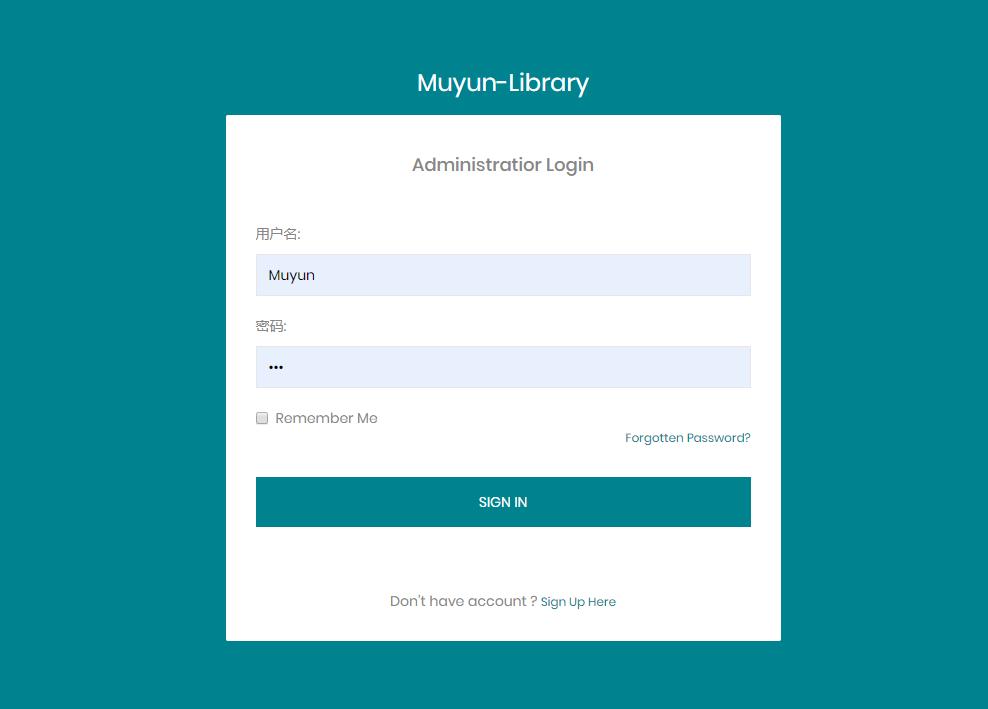 Muyun-Library
Administratior Login
用户名:
Muyun
密码:
•••
Remember Me
Forgotten Password?
SIGN IN
Don't have account ? Sign Up Here